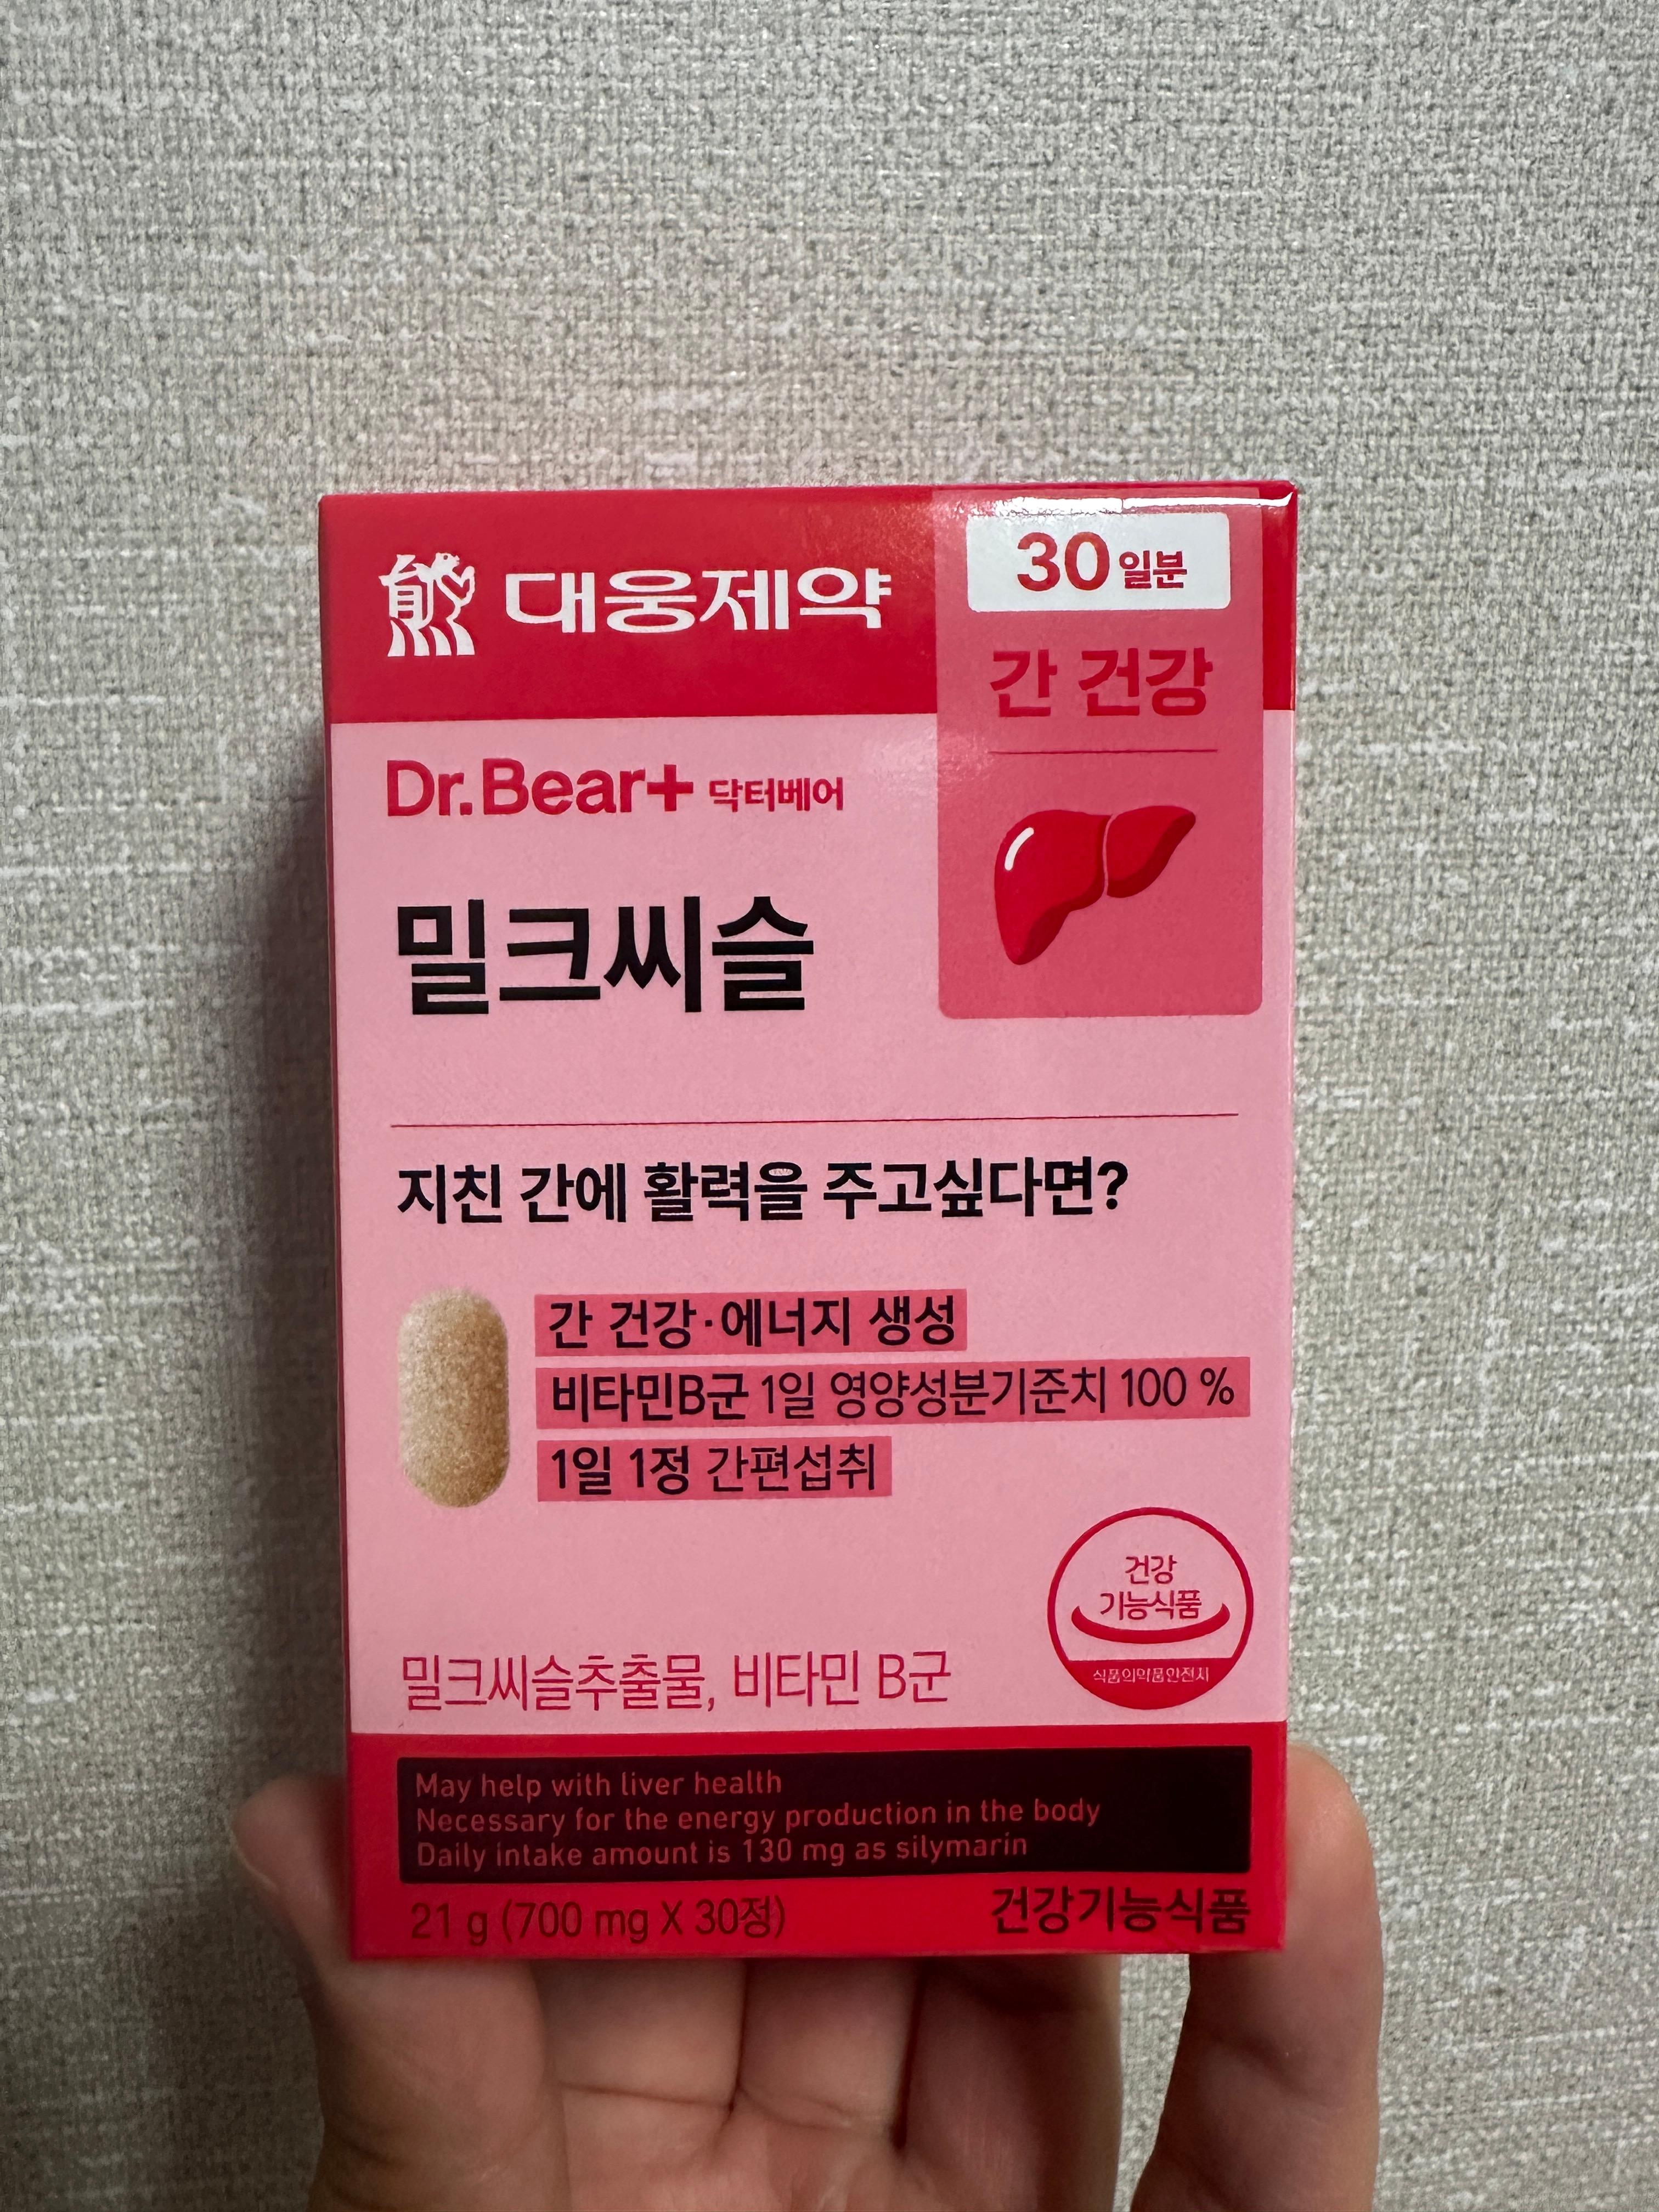 대웅제약
30일분
간 건강
Dr.Bear+ 닥터베어
밀크씨슬
지친 간에 활력을 주고싶다면?
간 건강·에너지 생성
비타민B군 1일 영양성분기준치 100 %
1일 1정 간편섭취
건강
기능식품
식품의약품안전처
밀크씨슬추출물, 비타민 B군
May help with liver health
Necessary for the energy production in the body
Daily intake amount is 130 mg as silymarin
21 g (700 mg X 30정)
건강기능식품